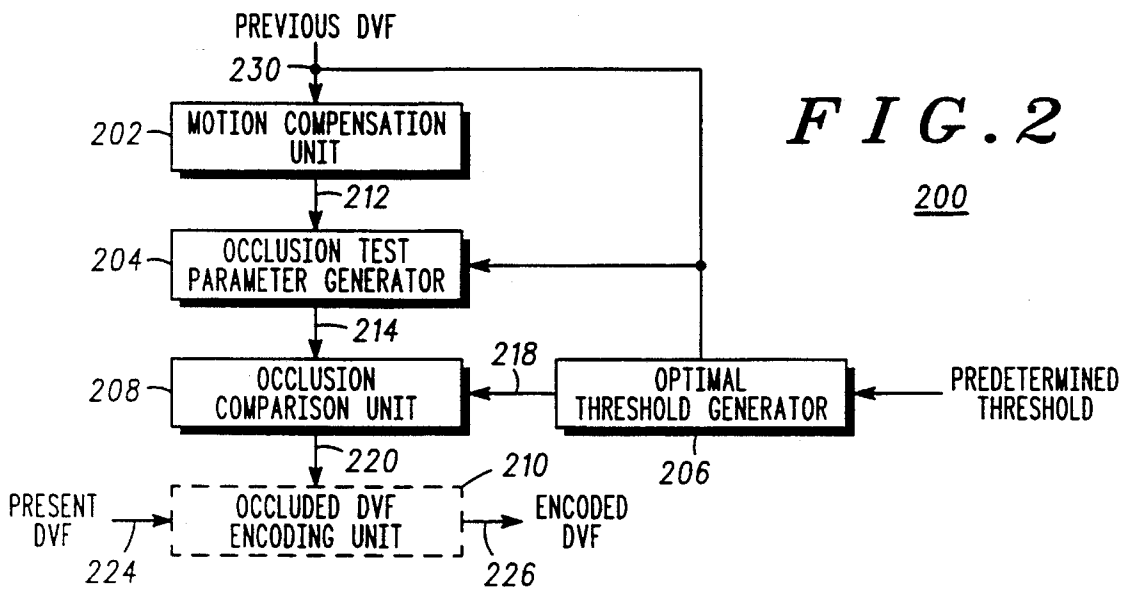 PREVIOUS DVF
230
FIG.2
200
202
MOTION COMPENSATION
UNIT
212
204
OCCLUSION TEST
PARAMETER GENERATOR
214
208
OCCLUSION
COMPARISON UNIT
218
OPTIMAL
THRESHOLD GENERATOR
206
PREDETERMINED
THRESHOLD
220
210
PRESENT
DVF
224
OCCLUDED DVF
ENCODING UNIT
226
ENCODED
DVF